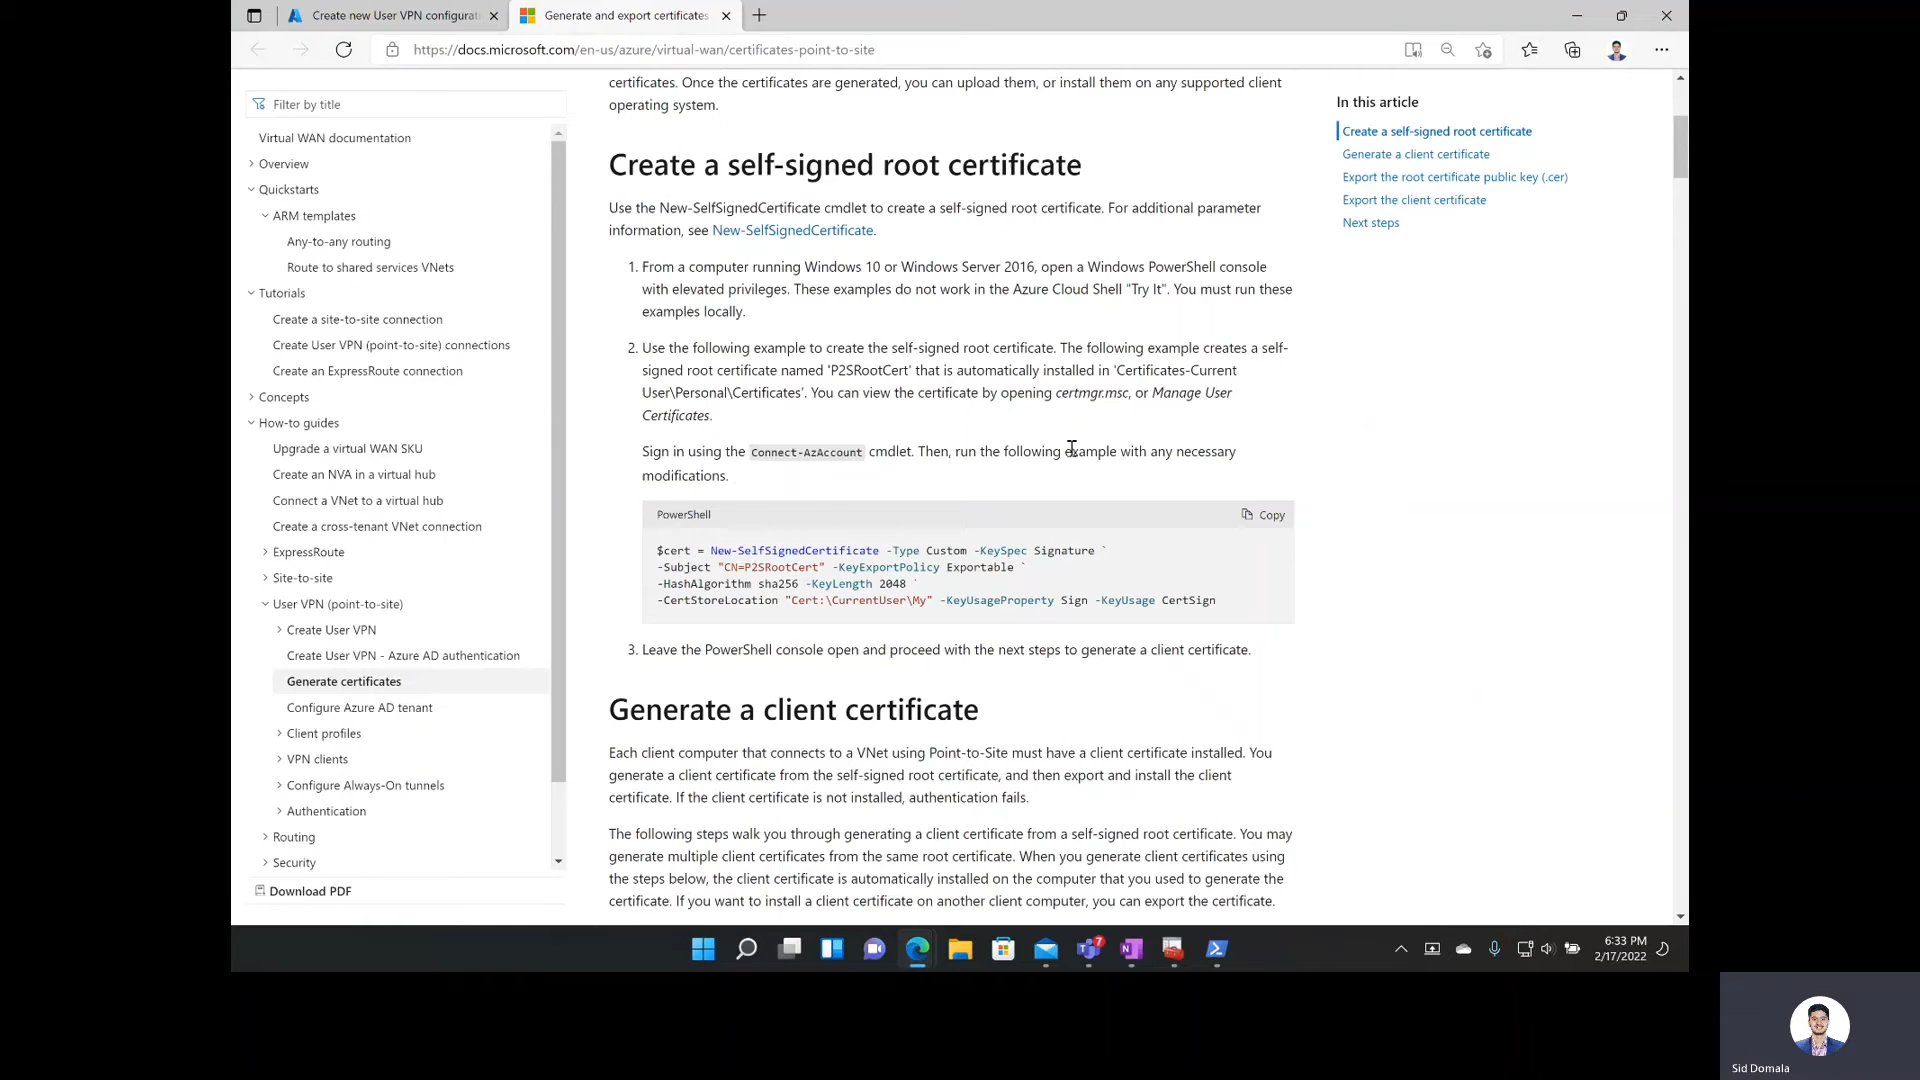 Create new User VPN configurat
Generate and export certificates
https://docs.microsoft.com/en-us/azure/virtual-wan/certificates-point-to-site
Filter by title
Virtual WAN documentation
Overview
Quickstarts
ARM templates
Any-to-any routing
Route to shared services VNets
Tutorials
Create a site-to-site connection
Create User VPN (point-to-site) connections
Create an ExpressRoute connection
Concepts
How-to guides
Upgrade a virtual WAN SKU
Create an NVA in a virtual hub
Connect a VNet to a virtual hub
Create a cross-tenant VNet connection
ExpressRoute
Site-to-site
User VPN (point-to-site)
Create User VPN
Create User VPN - Azure AD authentication
Generate certificates
Configure Azure AD tenant
Client profiles
VPN clients
Configure Always-On tunnels
Authentication
Routing
Security
Download PDF
certificates. Once the certificates are generated, you can upload them, or install them on any supported client
operating system.
Create a self-signed root certificate
Use the New-SelfSignedCertificate cmdlet to create a self-signed root certificate. For additional parameter
information, see New-SelfSignedCertificate.
1. From a computer running Windows 10 or Windows Server 2016, open a Windows PowerShell console
with elevated privileges. These examples do not work in the Azure Cloud Shell "Try It". You must run these
examples locally.
2. Use the following example to create the self-signed root certificate. The following example creates a self-
signed root certificate named 'P2SRootCert' that is automatically installed in 'Certificates-Current
User\Personal\Certificates'. You can view the certificate by opening certmgr.msc, or Manage User
Certificates.
Sign in using the Connect-AzAccount cmdlet. Then, run the following example with any necessary
modifications.
PowerShell
Copy
$cert = New-SelfSignedCertificate -Type Custom -KeySpec Signature `
-Subject "CN=P2SRootCert" -KeyExportPolicy Exportable `
-HashAlgorithm sha256 -KeyLength 2048 `
-CertStoreLocation "Cert:\CurrentUser\My" -KeyUsageProperty Sign -KeyUsage CertSign
3. Leave the PowerShell console open and proceed with the next steps to generate a client certificate.
Generate a client certificate
Each client computer that connects to a VNet using Point-to-Site must have a client certificate installed. You
generate a client certificate from the self-signed root certificate, and then export and install the client
certificate. If the client certificate is not installed, authentication fails.
The following steps walk you through generating a client certificate from a self-signed root certificate. You may
generate multiple client certificates from the same root certificate. When you generate client certificates using
the steps below, the client certificate is automatically installed on the computer that you used to generate the
certificate. If you want to install a client certificate on another client computer, you can export the certificate.
In this article
Create a self-signed root certificate
Generate a client certificate
Export the root certificate public key (.cer)
Export the client certificate
Next steps
7
6:33 PM
2/17/2022
Sid Domala